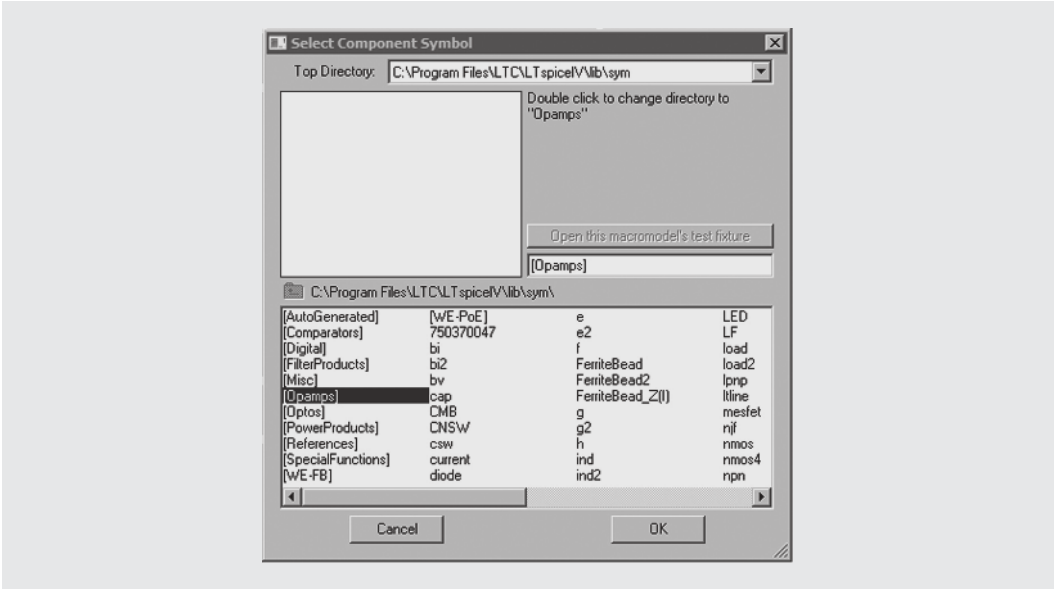 Select Component Symbol
Top Directory: C:\Program Files\LTC\LTspiceIV\lib\sym
Double click to change directory to
"Opamps"
Open this macromodel's test fixture
[Opamps]
C:\Program Files\LTC\LTspiceIV\lib\sym\
[AutoGenerated] [WE-PoE] e LED
[Comparators] 750370047 e2 LF
[Digital] bi f load
[FilterProducts] bi2 FerriteBead load2
[Misc] bv FerriteBead2 lpnp
[Opamps] cap FerriteBead_Z(I) ltline
[Optos] CMB g mesfet
[PowerProducts] CNSW g2 njf
[References] csw h nmos
[SpecialFunctions] current ind nmos4
[WE-FB] diode ind2 npn
Cancel OK